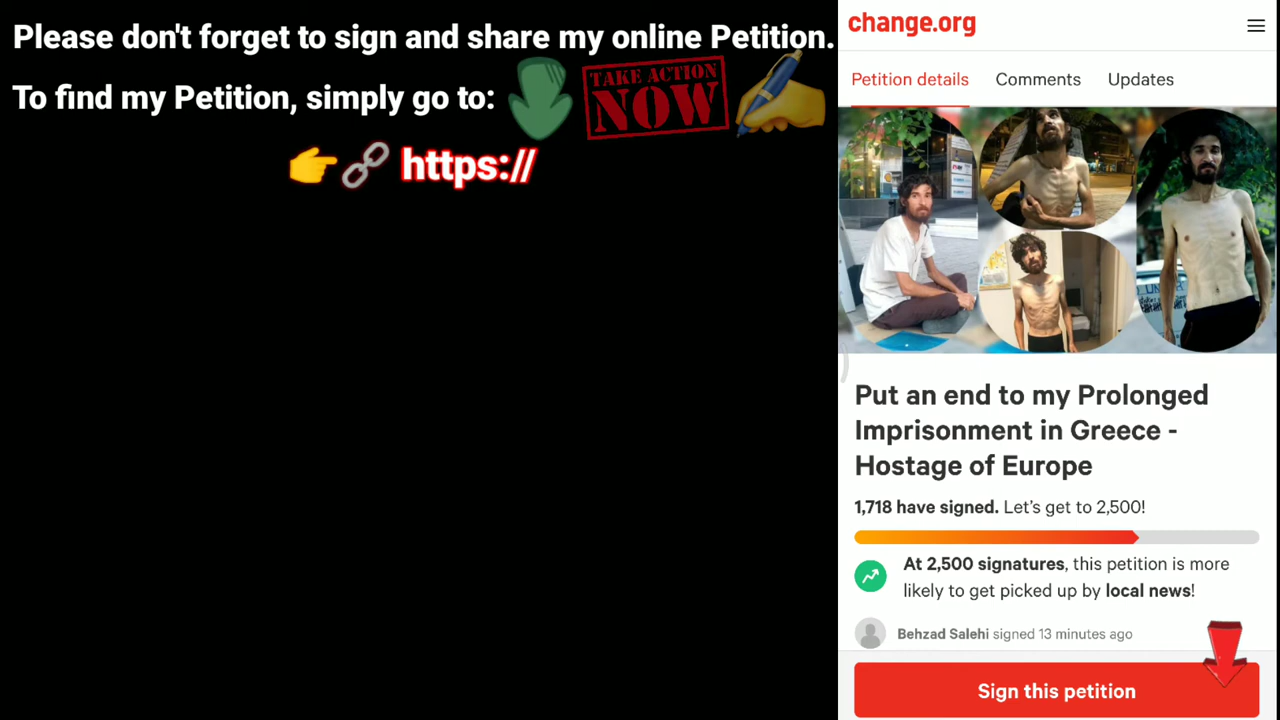 Please don't forget to sign and share my online Petition.
To find my Petition, simply go to:
TAKE ACTION
NOW
https://
change.org
Petition details
Comments
Updates
Put an end to my Prolonged
Imprisonment in Greece -
Hostage of Europe
1,718 have signed. Let's get to 2,500!
At 2,500 signatures, this petition is more
likely to get picked up by local news!
Behzad Salehi signed 13 minutes ago
Sign this petition